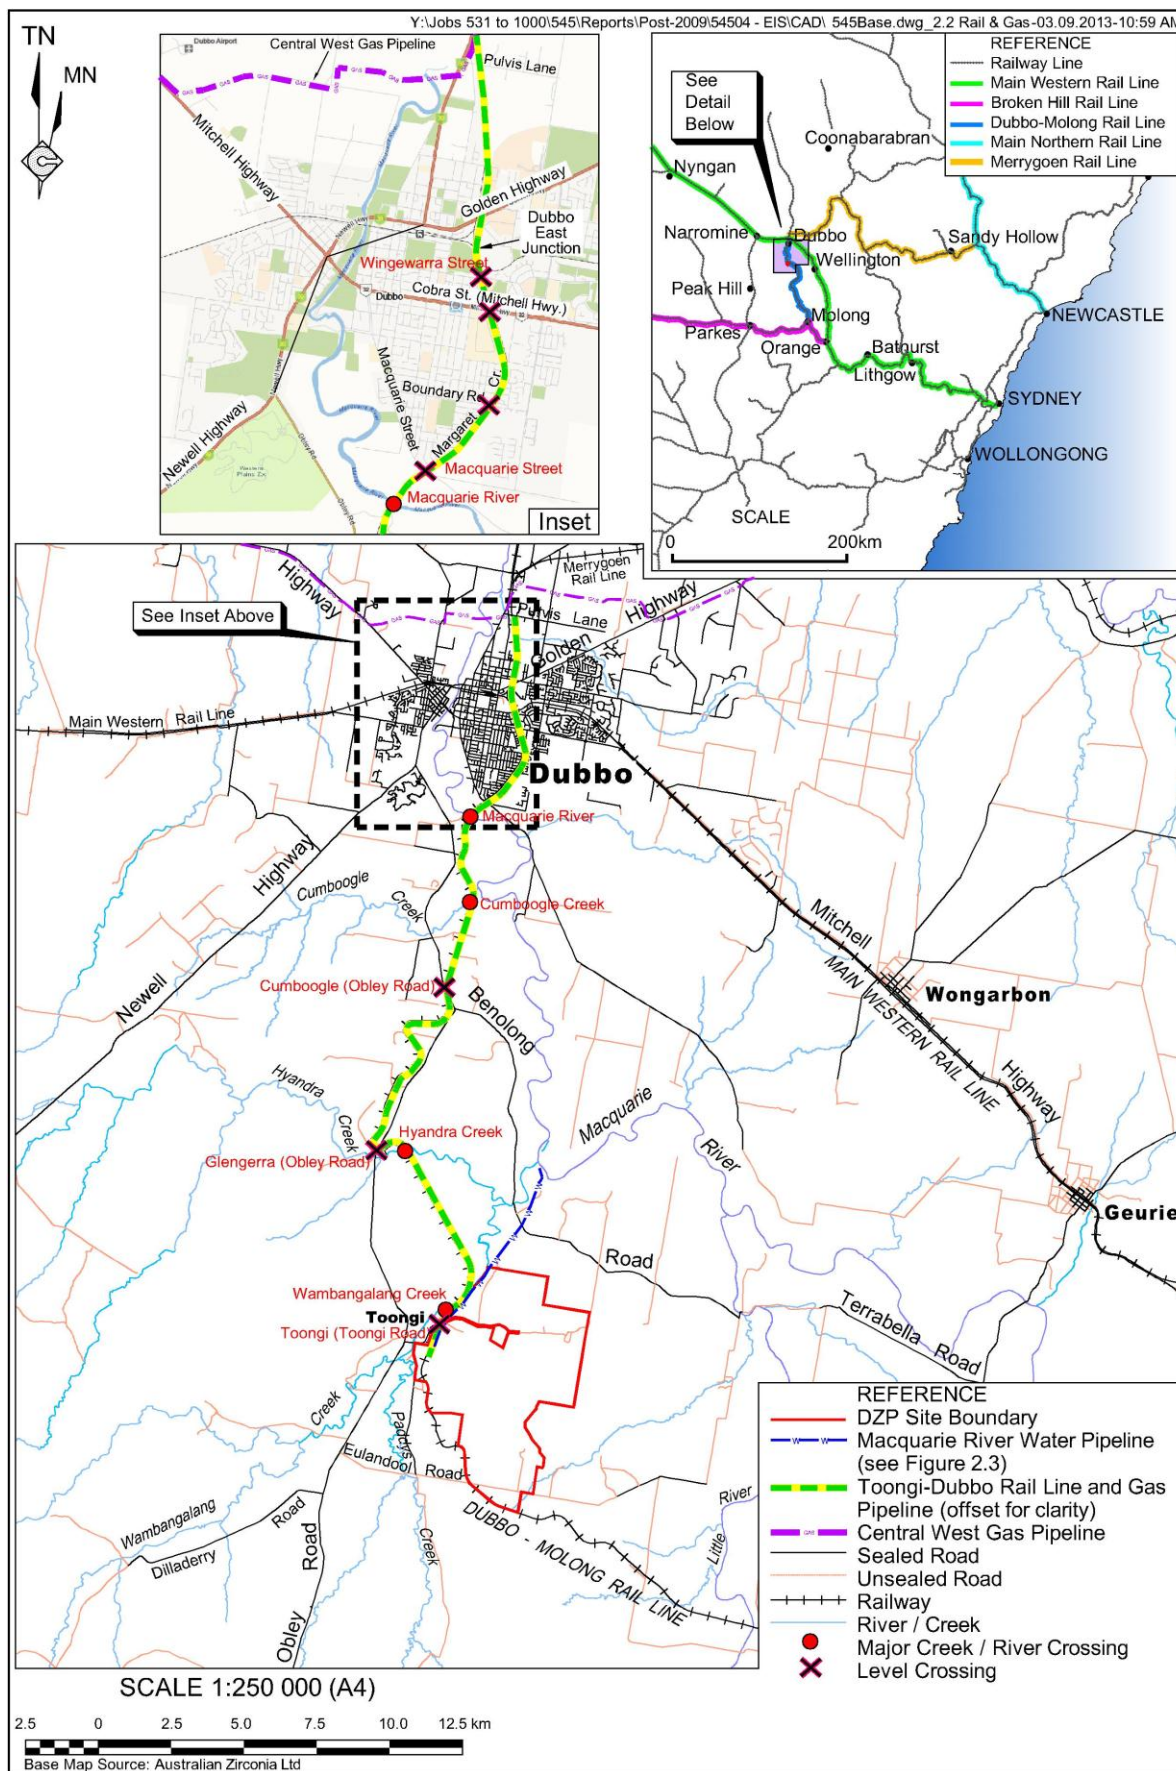 Y:\Jobs 531 to 1000\545\Reports\Post-2009\54504 - EIS\CAD\ 545Base.dwg_2.2 Rail & Gas-03.09.2013-10:59 AM
TN
MN
Dubbo Airport
Central West Gas Pipeline
Pulvis Lane
GAS
GAS
GAS
GAS
Mitchell Highway
Golden Highway
Newell Hwy
Dubbo
East
Junction
Wingewarra Street
Dubbo
Cobra St. (Mitchell Hwy.)
Macquarie Street
Boundary Rd
Margaret Cr.
Newell Highway
Obley Rd
Macquarie Street
Macquarie River
Inset
See
Detail
Below
REFERENCE
Railway Line
Main Western Rail Line
Broken Hill Rail Line
Dubbo-Molong Rail Line
Main Northern Rail Line
Merrygoen Rail Line
Coonabarabran
Nyngan
Narromine
Dubbo
Sandy Hollow
Wellington
Peak Hill
Molong
NEWCASTLE
Parkes
Orange
Bathurst
Lithgow
SYDNEY
WOLLONGONG
SCALE
0
200km
Highway
Merrygoen
Rail Line
See Inset Above
Pulvis Lane
Golden Highway
Main Western Rail Line
Dubbo
Macquarie River
Highway
Cumboogle
Creek
Cumboogle Creek
Mitchell
Newell
Cumboogle (Obley Road)
Benolong
MAIN WESTERN RAIL LINE
Wongarbon
Highway
Hyandra
Creek
Macquarie
River
Hyandra Creek
Glengerra (Obley Road)
Geurie
Road
Wambangalang Creek
Toongi
Toongi (Toongi Road)
Terrabella Road
Creek
Paddys
Eulandool Road
Wambangalang
Dilladerry
Road
Obley
Road
Creek
DUBBO - MOLONG RAIL LINE
Little
River
REFERENCE
DZP Site Boundary
Macquarie River Water Pipeline
(see Figure 2.3)
Toongi-Dubbo Rail Line and Gas
Pipeline (offset for clarity)
Central West Gas Pipeline
Sealed Road
Unsealed Road
Railway
River / Creek
Major Creek / River Crossing
Level Crossing
SCALE 1:250 000 (A4)
2.5 0 2.5 5.0 7.5 10.0 12.5 km
Base Map Source: Australian Zirconia Ltd